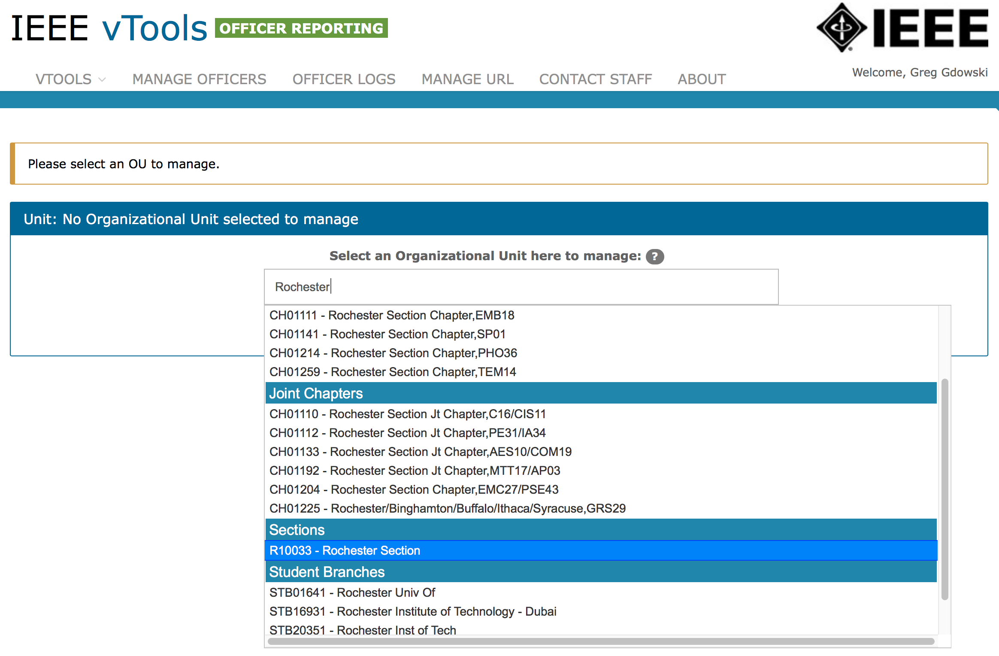 IEEE vTools OFFICER REPORTING
IEEE
Welcome, Greg Gdowski
VTOOLS MANAGE OFFICERS OFFICER LOGS MANAGE URL CONTACT STAFF ABOUT
Please select an OU to manage.
Unit: No Organizational Unit selected to manage
Select an Organizational Unit here to manage: ?
Rochester
CH01111 - Rochester Section Chapter,EMB18
CH01141 - Rochester Section Chapter,SP01
CH01214 - Rochester Section Chapter,PHO36
CH01259 - Rochester Section Chapter,TEM14
Joint Chapters
CH01110 - Rochester Section Jt Chapter,C16/CIS11
CH01112 - Rochester Section Jt Chapter,PE31/IA34
CH01133 - Rochester Section Jt Chapter,AES10/COM19
CH01192 - Rochester Section Jt Chapter,MTT17/AP03
CH01204 - Rochester Section Chapter,EMC27/PSE43
CH01225 - Rochester/Binghamton/Buffalo/Ithaca/Syracuse,GRS29
Sections
R10033 - Rochester Section
Student Branches
STB01641 - Rochester Univ Of
STB16931 - Rochester Institute of Technology - Dubai
STB20351 - Rochester Inst of Tech